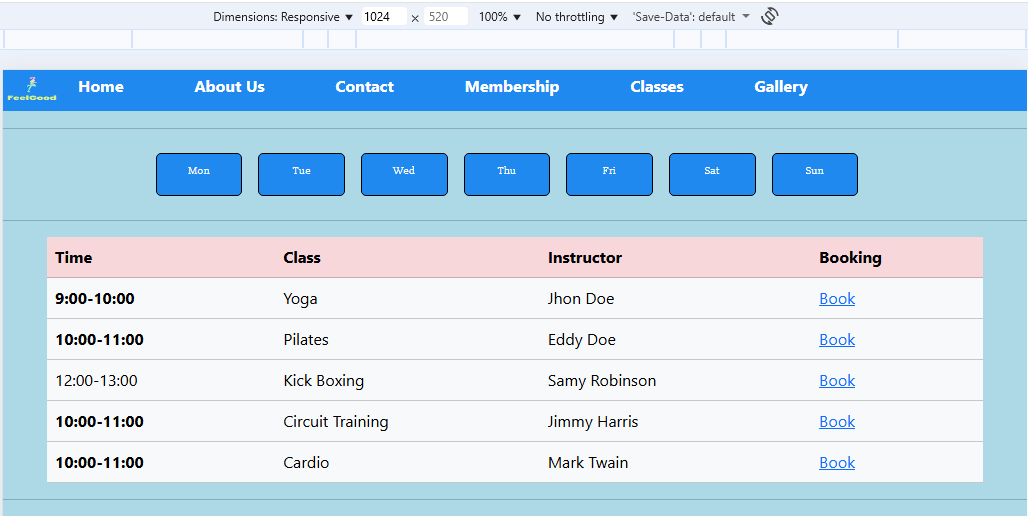 Dimensions: Responsive ▼ 1024 × 520 100% ▼ No throttling ▼ 'Save-Data': default
FeelGood Home About Us Contact Membership Classes Gallery
Mon Tue Wed Thu Fri Sat Sun
Time Class Instructor Booking
9:00-10:00 Yoga Jhon Doe Book
10:00-11:00 Pilates Eddy Doe Book
12:00-13:00 Kick Boxing Samy Robinson Book
10:00-11:00 Circuit Training Jimmy Harris Book
10:00-11:00 Cardio Mark Twain Book